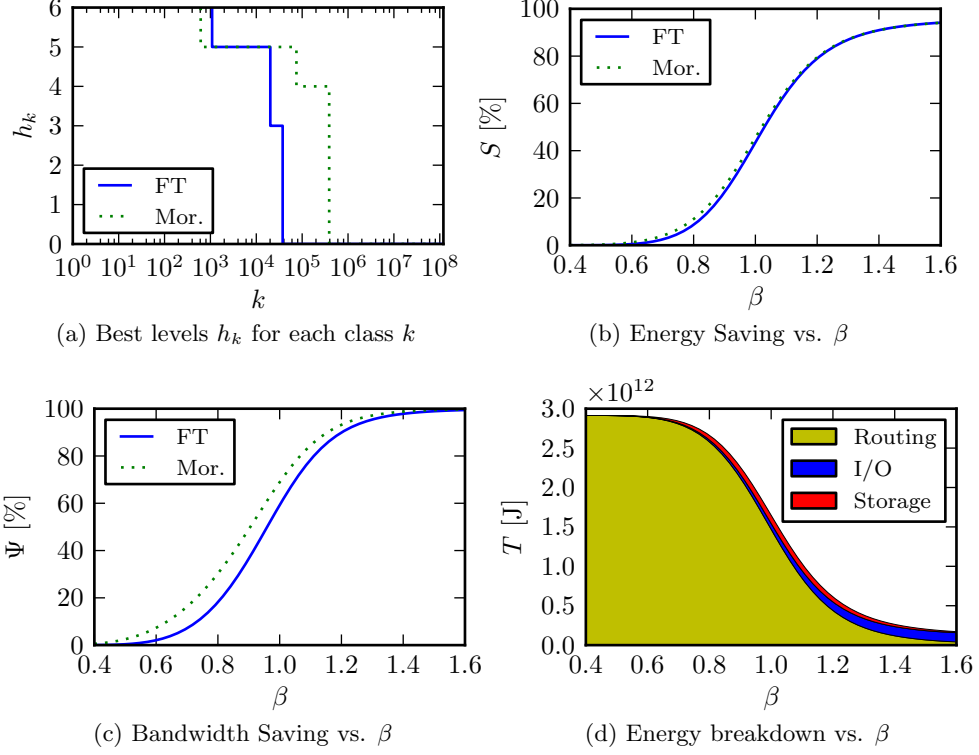 6
5
4
3
2
1
0
h_k
FT
Mor.
10^0 10^1 10^2 10^3 10^4 10^5 10^6 10^7 10^8
k
(a) Best levels h_k for each class k
100
80
60
40
20
0
S [%]
FT
Mor.
0.4 0.6 0.8 1.0 1.2 1.4 1.6
β
(b) Energy Saving vs. β
100
80
60
40
20
0
Ψ [%]
FT
Mor.
0.4 0.6 0.8 1.0 1.2 1.4 1.6
β
(c) Bandwidth Saving vs. β
×10^12
3.0
2.5
2.0
1.5
1.0
0.5
0.0
T [J]
Routing
I/O
Storage
0.4 0.6 0.8 1.0 1.2 1.4 1.6
β
(d) Energy breakdown vs. β